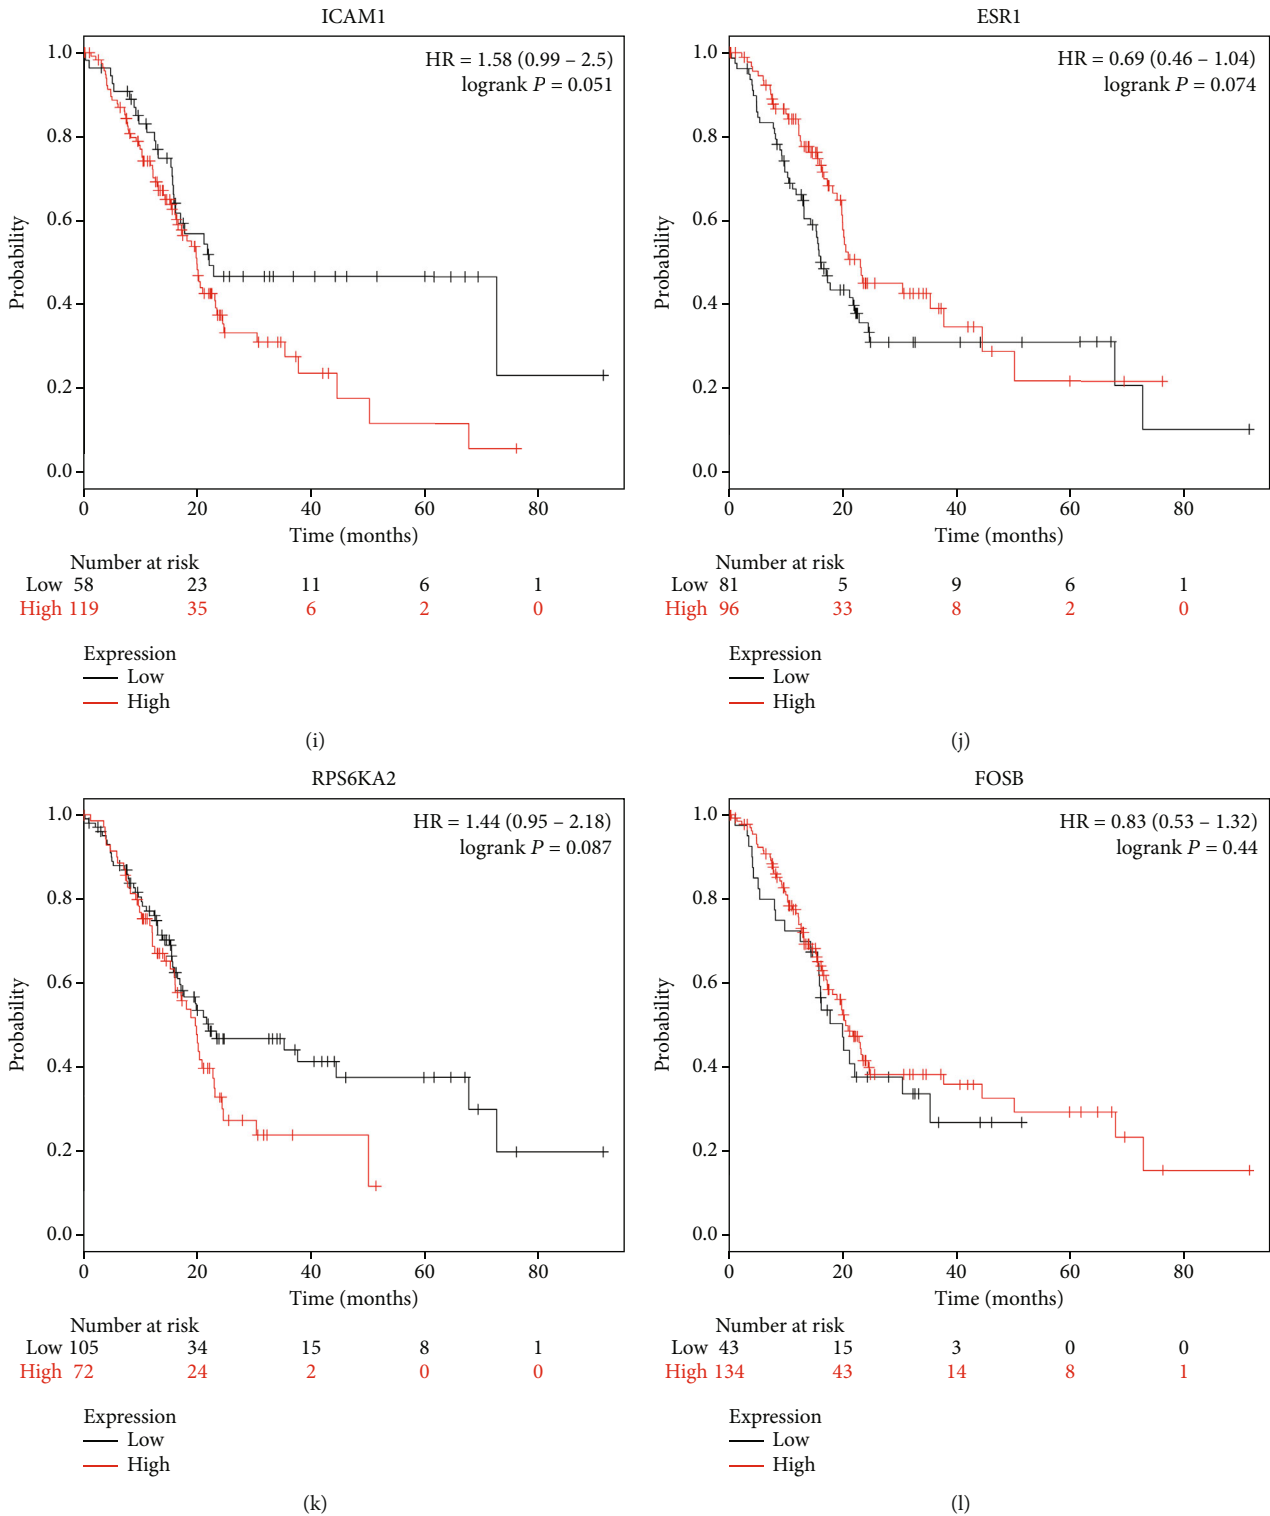 ICAM1
HR = 1.58 (0.99 – 2.5)
logrank P = 0.051
1.0
0.8
0.6
0.4
0.2
0.0
Probability
0 20 40 60 80
Time (months)
Number at risk
Low 58 23 11 6 1
High 119 35 6 2 0
Expression
Low
High
(i)
ESR1
HR = 0.69 (0.46 – 1.04)
logrank P = 0.074
1.0
0.8
0.6
0.4
0.2
0.0
Probability
0 20 40 60 80
Time (months)
Number at risk
Low 81 5 9 6 1
High 96 33 8 2 0
Expression
Low
High
(j)
RPS6KA2
HR = 1.44 (0.95 – 2.18)
logrank P = 0.087
1.0
0.8
0.6
0.4
0.2
0.0
Probability
0 20 40 60 80
Time (months)
Number at risk
Low 105 34 15 8 1
High 72 24 2 0 0
Expression
Low
High
(k)
FOSB
HR = 0.83 (0.53 – 1.32)
logrank P = 0.44
1.0
0.8
0.6
0.4
0.2
0.0
Probability
0 20 40 60 80
Time (months)
Number at risk
Low 43 15 3 0 0
High 134 43 14 8 1
Expression
Low
High
(l)